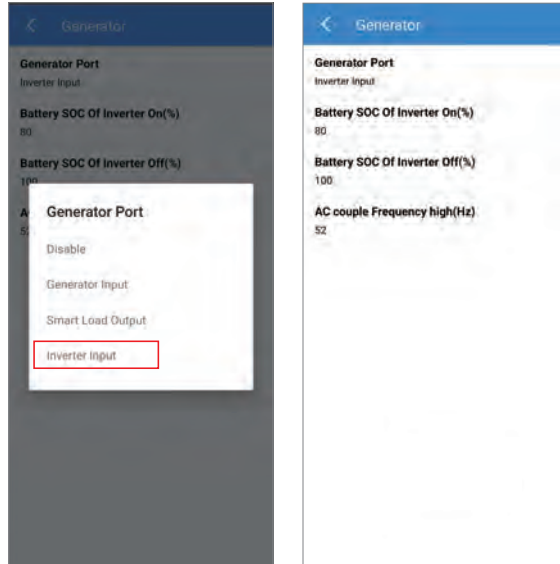 Generator
Generator Port
Inverter Input
Battery SOC Of Inverter On(%)
80
Battery SOC Of Inverter Off(%)
100
A
52
Generator Port
Disable
Generator Input
Smart Load Output
Inverter Input
Generator
Generator Port
Inverter Input
Battery SOC Of Inverter On(%)
80
Battery SOC Of Inverter Off(%)
100
AC couple Frequency high(Hz)
52